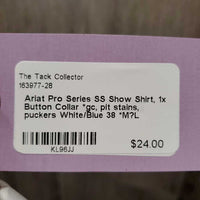 The Tack Collector
163977-28
Ariat Pro Series SS Show Shirt, 1x
Button Collar *gc, pit stains,
puckers White/Blue 38 *M?L
KL96JJ
$24.00